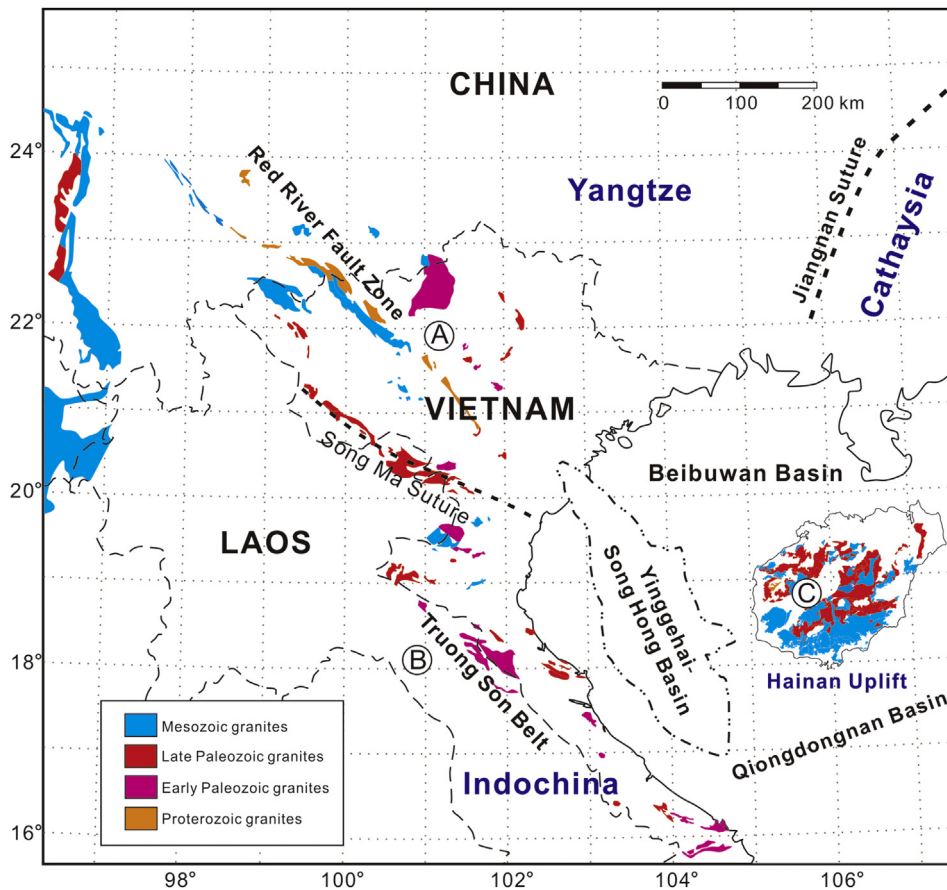 CHINA
0 100 200 km
24°
Red River Fault Zone
Yangtze
Jiangnan Suture
Cathaysia
22°
A
VIETNAM
Song Ma Suture
20°
Beibuwan Basin
LAOS
Yinggehai-
Song Hong Basin
C
18°
B
Truong Son Belt
Hainan Uplift
Qiongdongnan Basin
Indochina
Mesozoic granites
Late Paleozoic granites
Early Paleozoic granites
Proterozoic granites
16°
98° 100° 102° 104° 106°